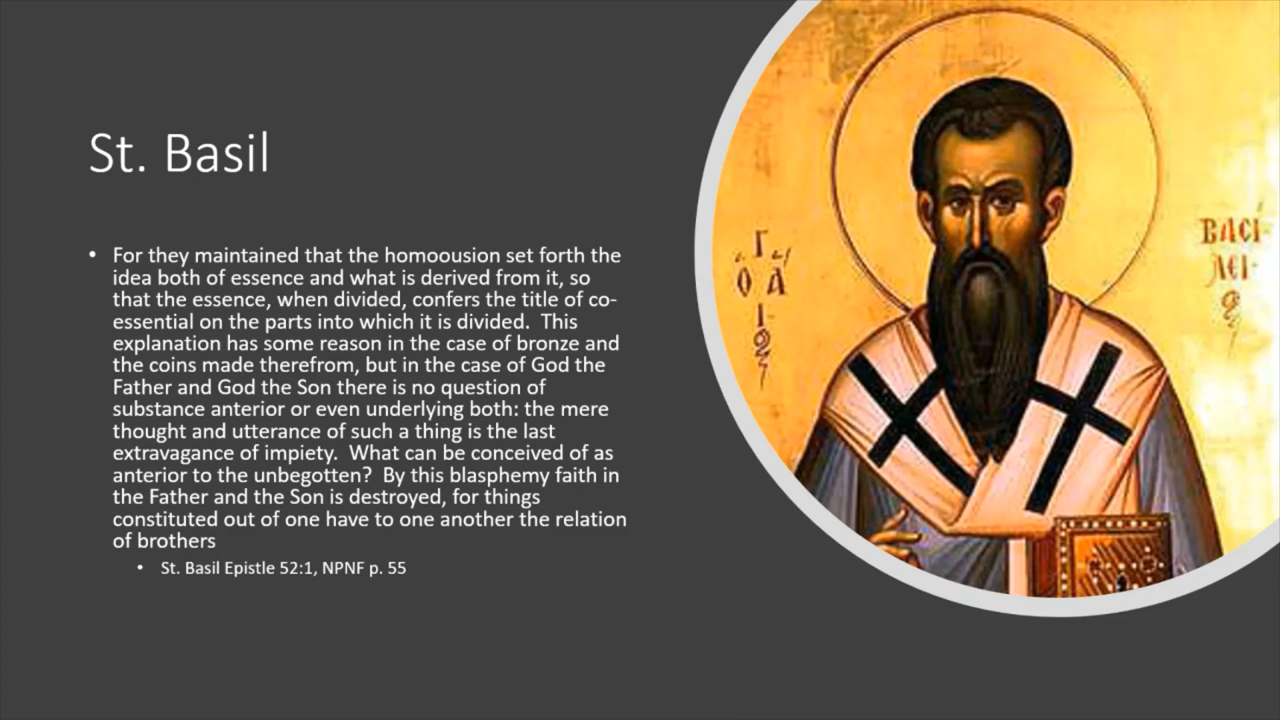 St. Basil
• For they maintained that the homoousion set forth the
idea both of essence and what is derived from it, so
that the essence, when divided, confers the title of co-
essential on the parts into which it is divided.  This
explanation has some reason in the case of bronze and
the coins made therefrom, but in the case of God the
Father and God the Son there is no question of
substance anterior or even underlying both: the mere
thought and utterance of such a thing is the last
extravagance of impiety.  What can be conceived of as
anterior to the unbegotten?  By this blasphemy faith in
the Father and the Son is destroyed, for things
constituted out of one have to one another the relation
of brothers
• St. Basil Epistle 52:1, NPNF p. 55
Ο ΑΓΙΟС
ΒΑСΙ-
ΛΕΙ-
ΟС